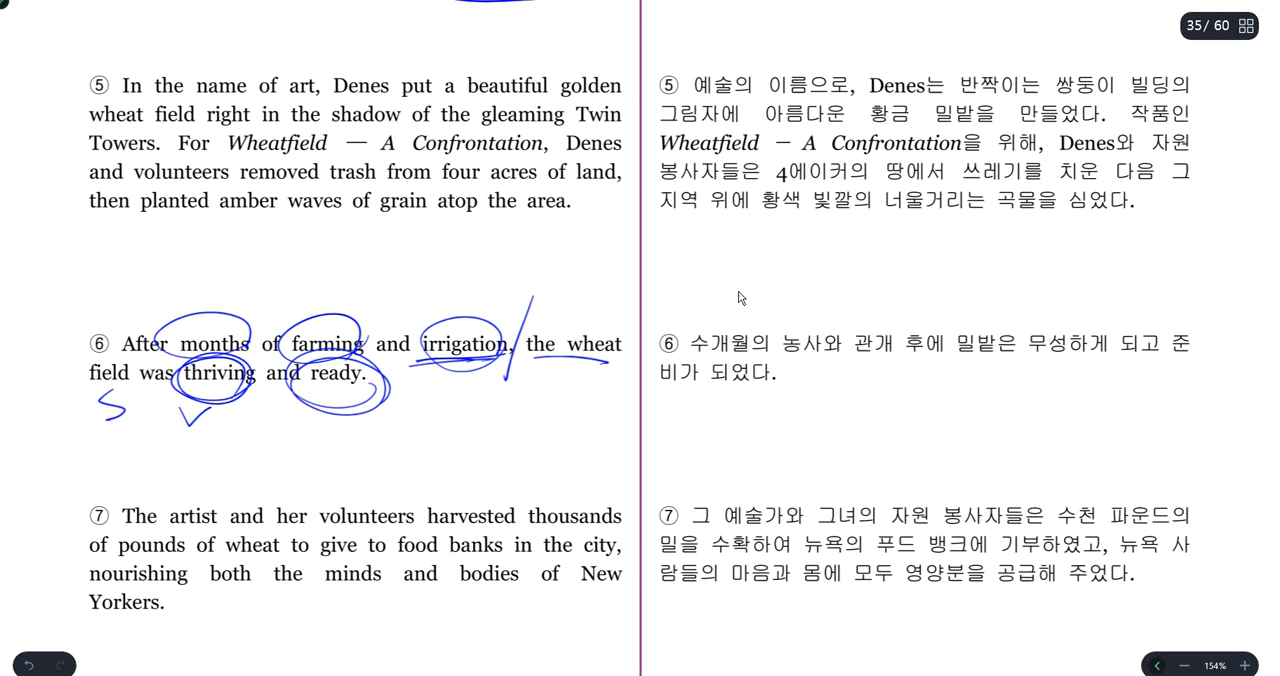 35/ 60
⑤ In the name of art, Denes put a beautiful golden
wheat field right in the shadow of the gleaming Twin
Towers. For Wheatfield — A Confrontation, Denes
and volunteers removed trash from four acres of land,
then planted amber waves of grain atop the area.
⑤ 예술의 이름으로, Denes는 반짝이는 쌍둥이 빌딩의
그림자에 아름다운 황금 밀밭을 만들었다. 작품인
Wheatfield – A Confrontation을 위해, Denes와 자원
봉사자들은 4에이커의 땅에서 쓰레기를 치운 다음 그
지역 위에 황색 빛깔의 너울거리는 곡물을 심었다.
⑥ After months of farming and irrigation, the wheat
field was thriving and ready.
S V
⑥ 수개월의 농사와 관개 후에 밀밭은 무성하게 되고 준
비가 되었다.
⑦ The artist and her volunteers harvested thousands
of pounds of wheat to give to food banks in the city,
nourishing both the minds and bodies of New
Yorkers.
⑦ 그 예술가와 그녀의 자원 봉사자들은 수천 파운드의
밀을 수확하여 뉴욕의 푸드 뱅크에 기부하였고, 뉴욕 사
람들의 마음과 몸에 모두 영양분을 공급해 주었다.
154%